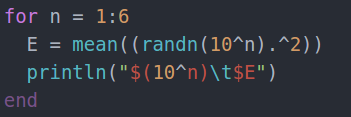 for n = 1:6
  E = mean((randn(10^n).^2))
  println("$(10^n)\t$E")
end